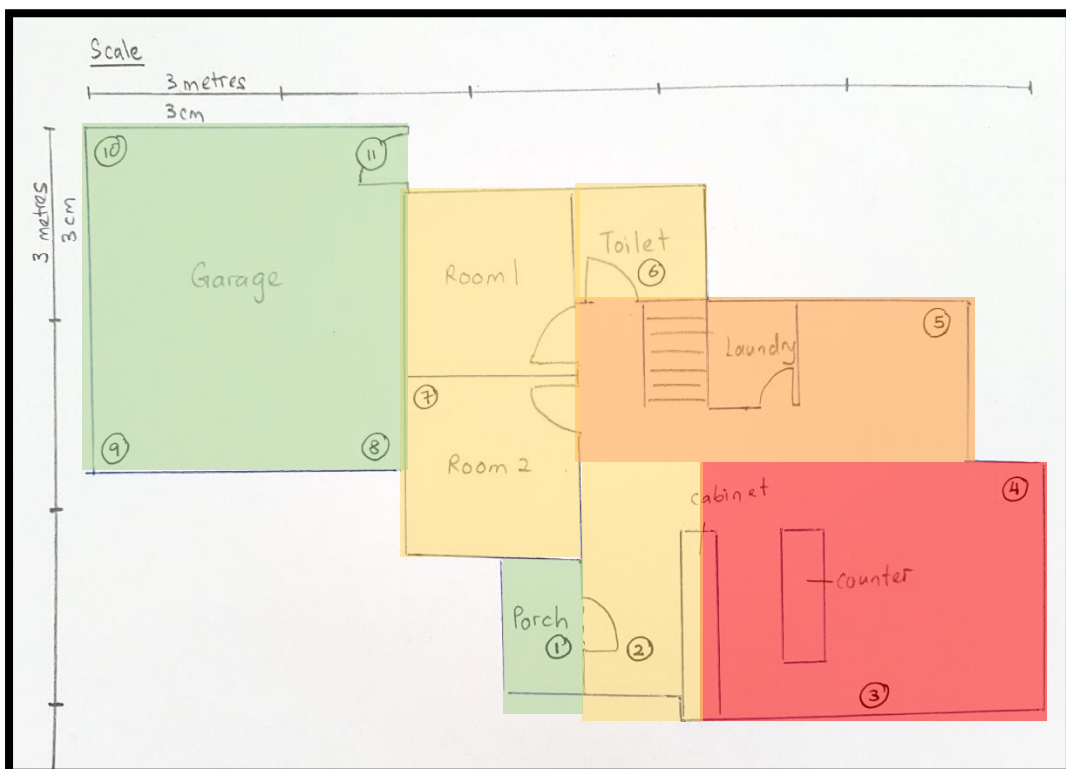 Scale
3 metres
3cm
3 metres
3cm
10
11
Garage
Room 1
Toilet
6
5
Laundry
7
9
8
Room 2
cabinet
4
counter
Porch
1
2
3